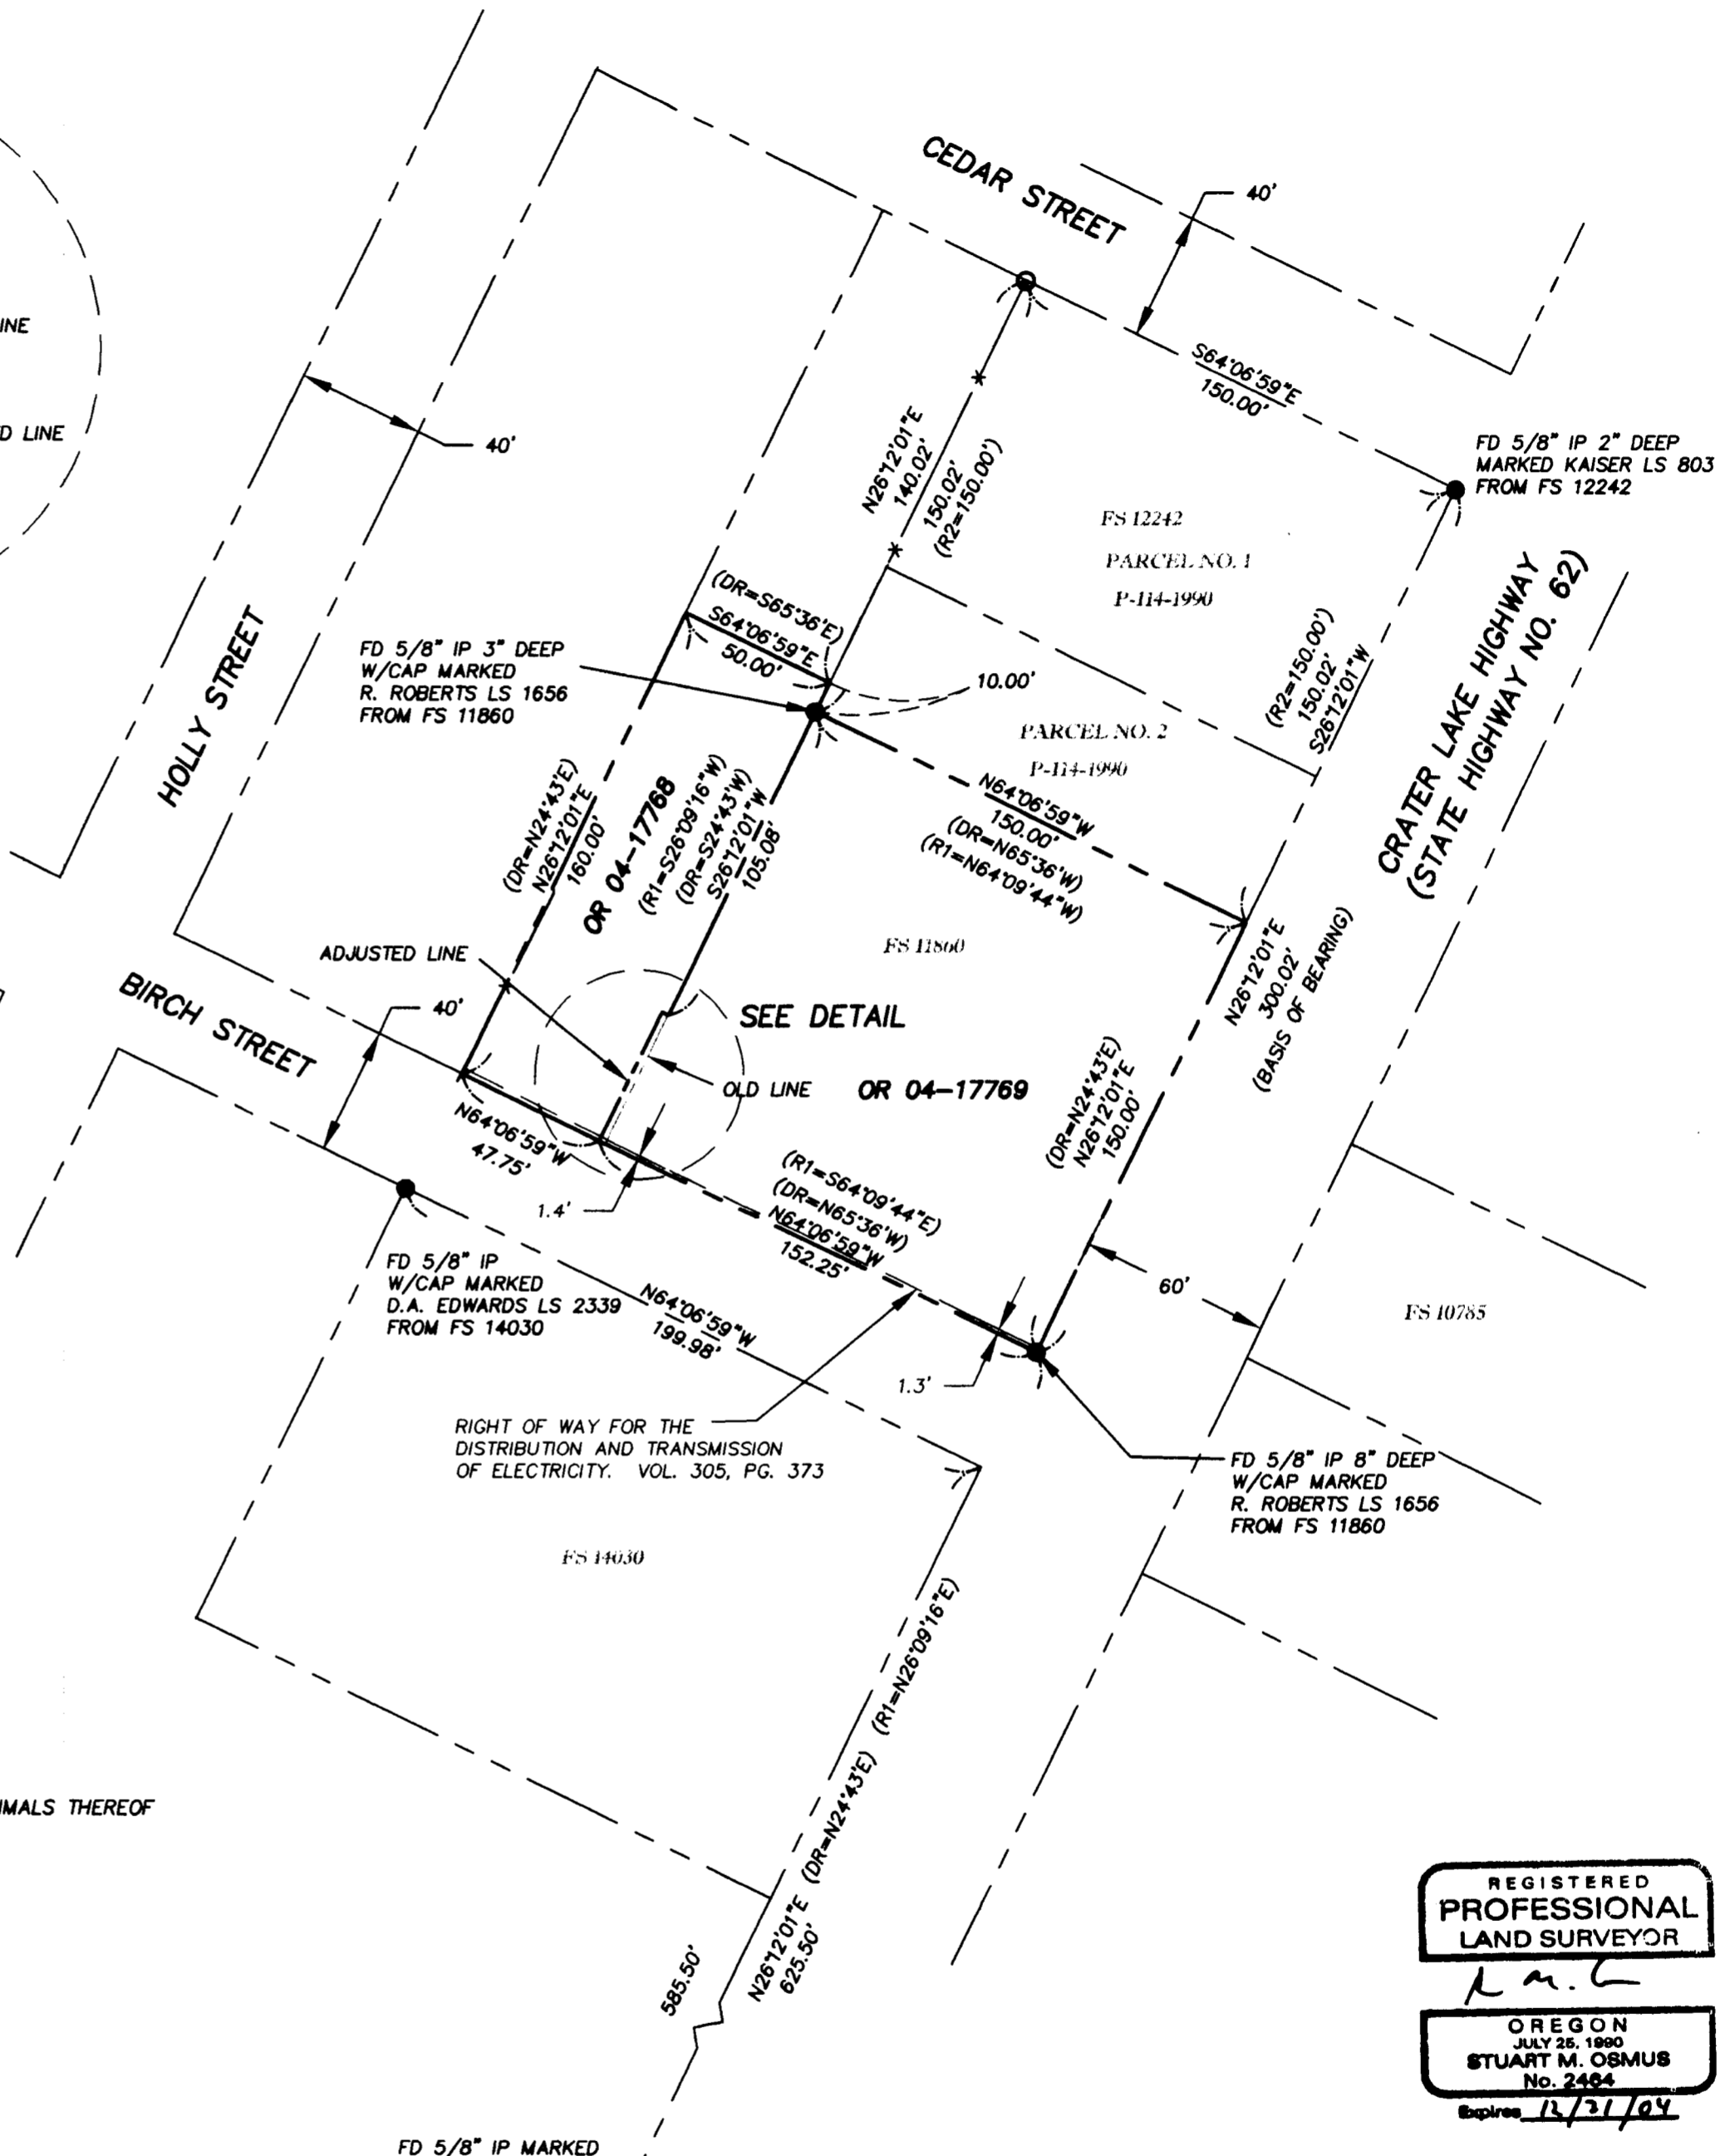 CEDAR STREET
40'
INE
D LINE
40'
S64°06'59"E
150.00'
FD 5/8" IP 2" DEEP
MARKED KAISER LS 803
FROM FS 12242
N26°12'01"E
140.02'
150.02'
(R2=150.00')
FS 12242
PARCEL NO. 1
P-114-1990
HOLLY STREET
FD 5/8" IP 3" DEEP
W/CAP MARKED
R. ROBERTS LS 1656
FROM FS 11860
(DR=S65°36'E)
S64°06'59"E
50.00'
10.00'
(R2=150.00')
150.02'
S26°12'01"W
CRATER LAKE HIGHWAY
(STATE HIGHWAY NO. 62)
PARCEL NO. 2
P-114-1990
N64°06'59"W
150.00'
(DR=N65°36'W)
(R1=N64°09'44"W)
(DR=N24°43'E)
N26°12'01"E
160.00'
OR 04-17768
(R1=S26°09'16"W)
(DR=S24°43'W)
S26°12'01"W
105.08'
FS 11860
ADJUSTED LINE
BIRCH STREET
40'
SEE DETAIL
OLD LINE
OR 04-17769
N26°12'01"E
300.02'
(BASIS OF BEARING)
(DR=N24°43'E)
N26°12'01"E
150.00'
N64°06'59"W
47.75'
1.4'
(R1=S64°09'44"E)
(DR=N65°36'W)
N64°06'59"W
152.25'
FD 5/8" IP
W/CAP MARKED
D.A. EDWARDS LS 2339
FROM FS 14030
N64°06'59"W
199.98'
60'
FS 10785
1.3'
RIGHT OF WAY FOR THE
DISTRIBUTION AND TRANSMISSION
OF ELECTRICITY. VOL. 305, PG. 373
FD 5/8" IP 8" DEEP
W/CAP MARKED
R. ROBERTS LS 1656
FROM FS 11860
FS 14030
IMALS THEREOF
N26°12'01"E (DR=N24°43'E) (R1=N26°09'16"E)
625.50'
585.50'
REGISTERED
PROFESSIONAL
LAND SURVEYOR
OREGON
JULY 25, 1990
STUART M. OSMUS
No. 2464
Expires 12/31/04
FD 5/8" IP MARKED